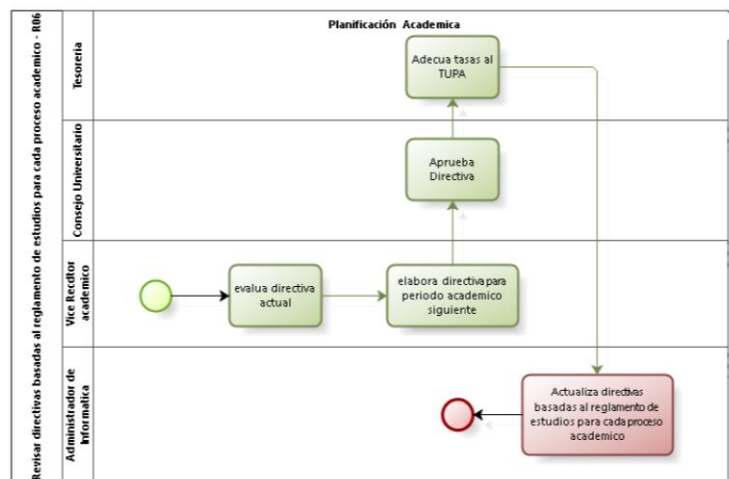 Revisar directivas basadas al reglamento de estudios para cada proceso academico - R06
Planificación Academica
Tesoreria
Adecua tasas al
TUPA
Consejo Universitario
Aprueba
Directiva
Vice Recdtor
academico
evalua directiva
actual
elabora directiva para
periodo academico
siguiente
Administrador de
Informatica
Actualiza directivas
basadas al reglamento de
estudios para cada proceso
academico